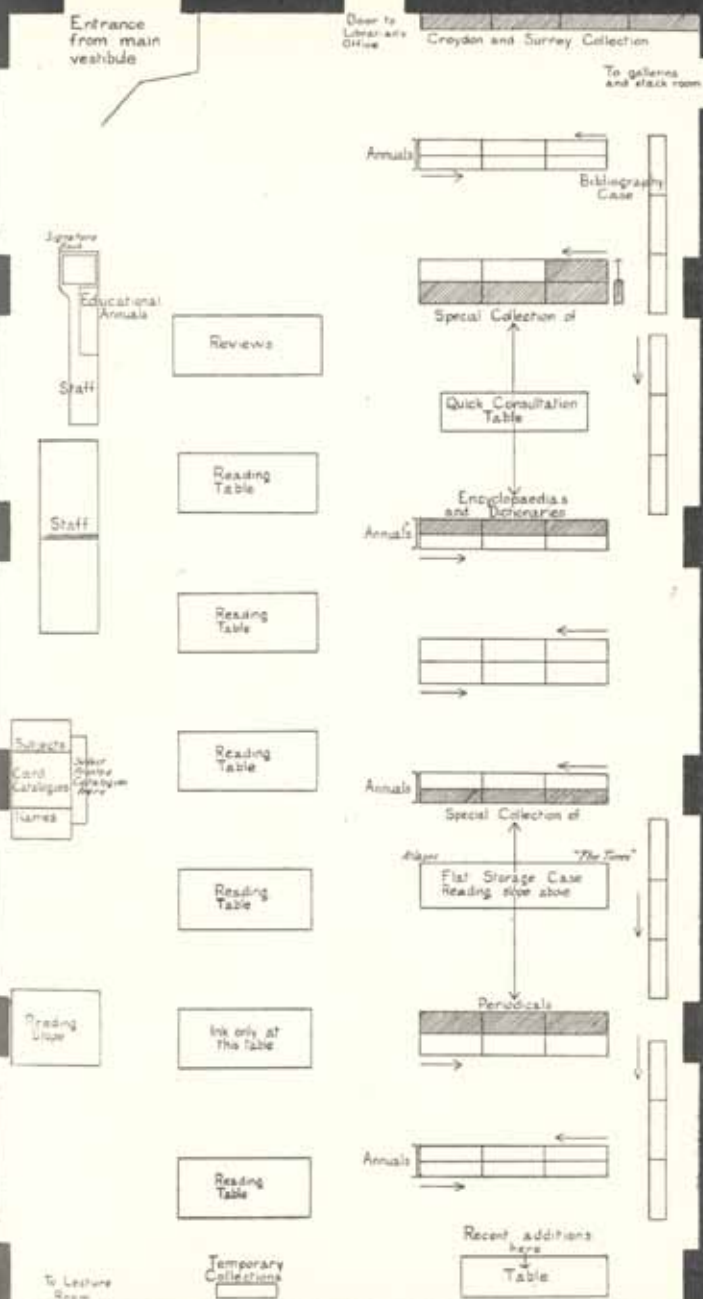 Entrance
from main
vestibule
Door to
Librarian's
Office
Croydon and Surrey Collection
To galleries
and stack room
Annuals
Bibliography
Case
Signature
Educational
Annuals
Staff
Reviews
Special Collection of
Quick Consultation
Table
Reading
Table
Encyclopaedias
and Dictionaries
Annuals
Staff
Reading
Table
Subjects
Card
Catalogues
Names
Reading
Table
Annuals
Special Collection of
Atlases
"The Times"
Flat Storage Case
Reading slope above
Reading
Table
Periodicals
Reading
Slope
Ink only at
this table
Annuals
Reading
Table
Recent additions
here
Table
Temporary
Collections
To Lecture
Room